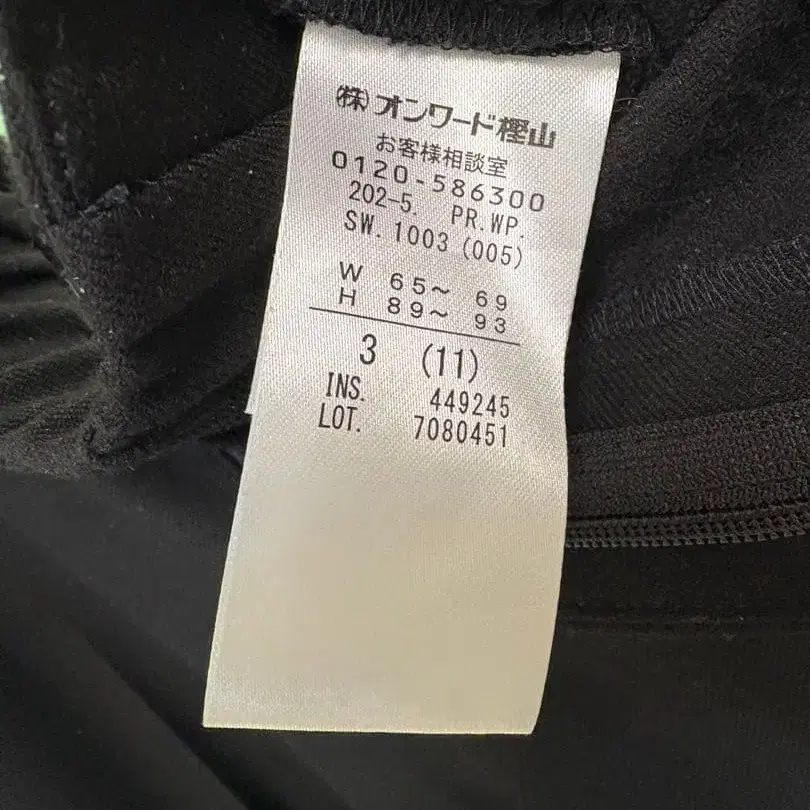 ㈱オンワード樫山
お客様相談室
0120-586300
202-5. PR.WP.
SW. 1003 (005)
W 65〜 69
H 89〜 93
3 (11)
INS. 449245
LOT. 7080451